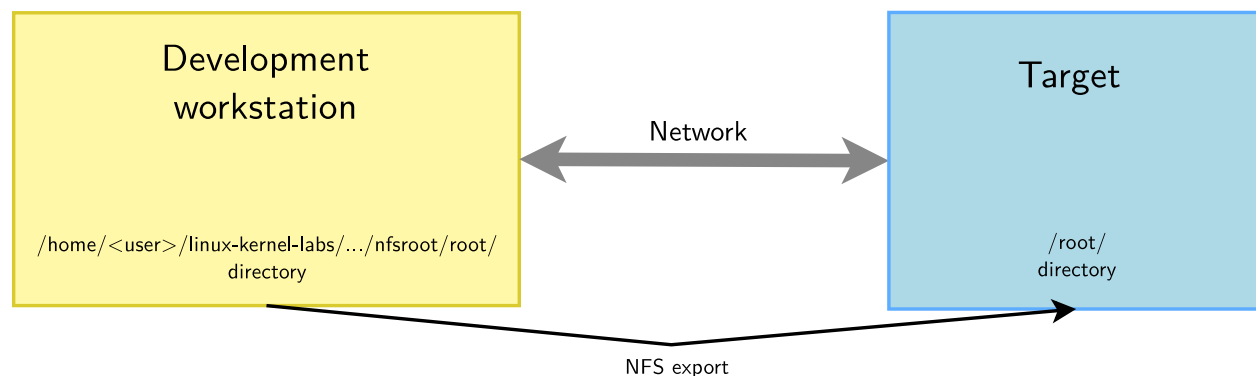 Development
workstation
Target
Network
/home/<user>/linux-kernel-labs/.../nfsroot/root/
directory
/root/
directory
NFS export